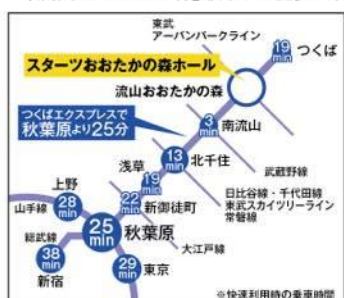 東武
アーバンパークライン
19
min
つくば
スターツおおたかの森ホール
流山おおたかの森
つくばエクスプレスで
秋葉原より25分
3
min
南流山
13
min
北千住
武蔵野線
浅草
19
min
日比谷線・千代田線
東武スカイツリーライン
常磐線
上野
28
min
22
min
新御徒町
山手線
25
min
秋葉原
大江戸線
総武線
38
min
新宿
29
min
東京
※快速利用時の乗車時間